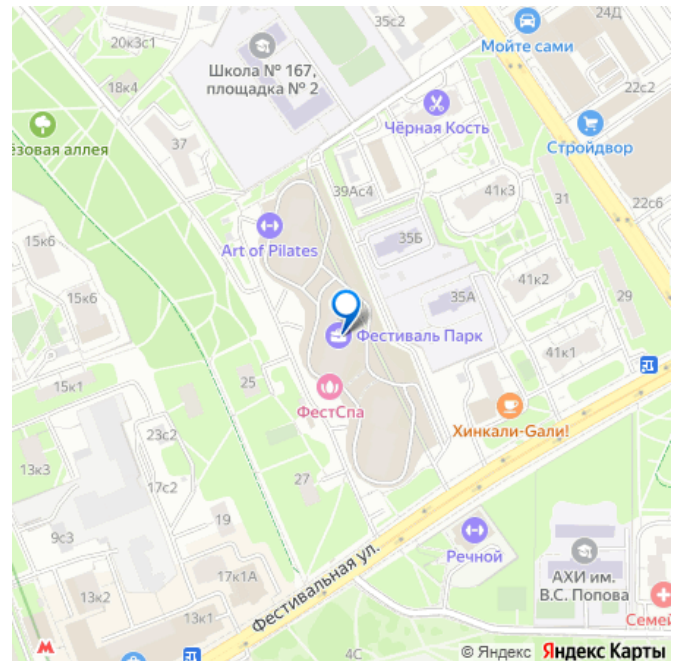 35с2
24Д
20к3с1
Мойте сами
Школа № 167,
площадка № 2
18к4
22с2
Чёрная Кость
Стройдвор
ёзовая аллея
37
39Ас4
41к3
31
22с6
35Б
Art of Pilates
15к6
41к2
15к6
35А
29
Фестиваль Парк
41к1
25
15к1
ФестСпа
Хинкали-Gали!
23с2
13к3
27
17с2
19
Речной
9с3
АХИ им.
В.С. Попова
17к1А
Фестивальная ул.
13к2
Семей
13к1
4С
© Яндекс Яндекс Карты